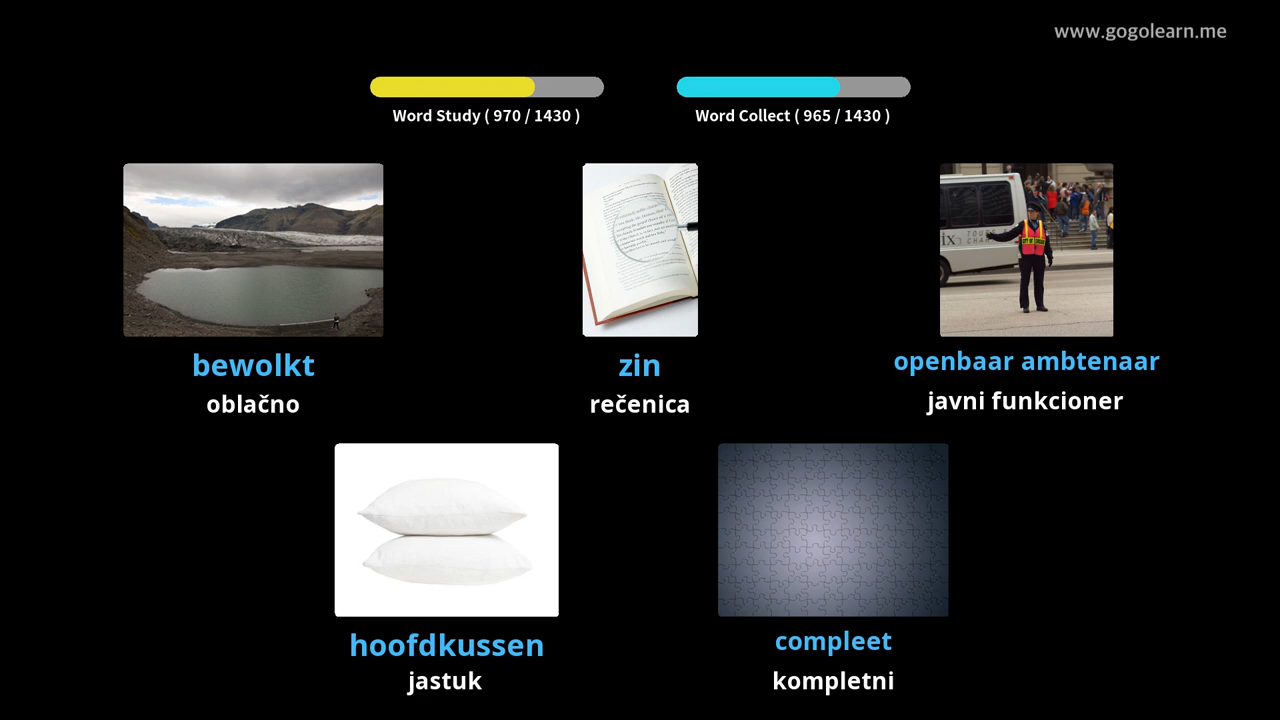 www.gogolearn.me
Word Study ( 970 / 1430 )
Word Collect ( 965 / 1430 )
bewolkt
oblačno
zin
rečenica
openbaar ambtenaar
javni funkcioner
hoofdkussen
jastuk
compleet
kompletni